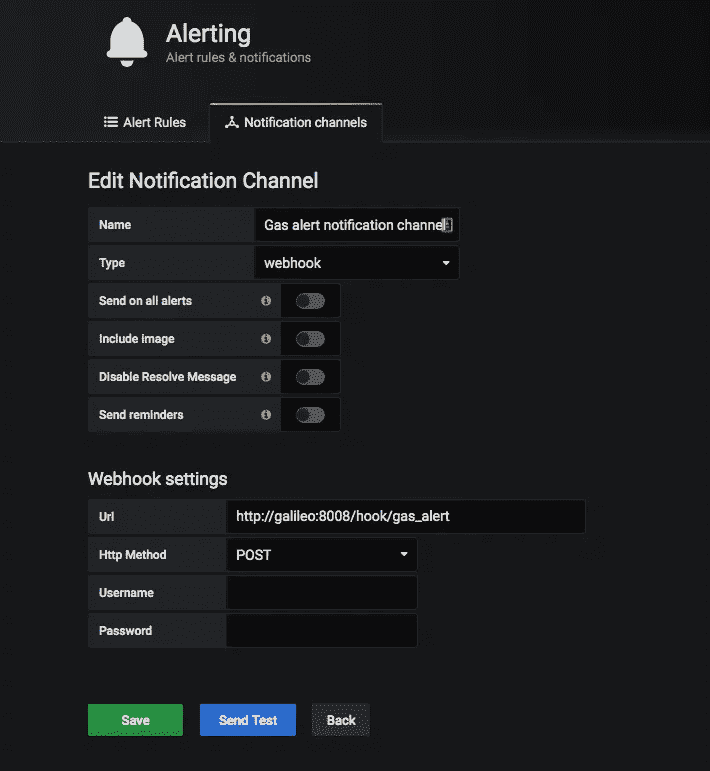 Alerting
Alert rules & notifications
Alert Rules
Notification channels
Edit Notification Channel
Name Gas alert notification channel
Type webhook
Send on all alerts
Include image
Disable Resolve Message
Send reminders
Webhook settings
Url http://galileo:8008/hook/gas_alert
Http Method POST
Username
Password
Save Send Test Back